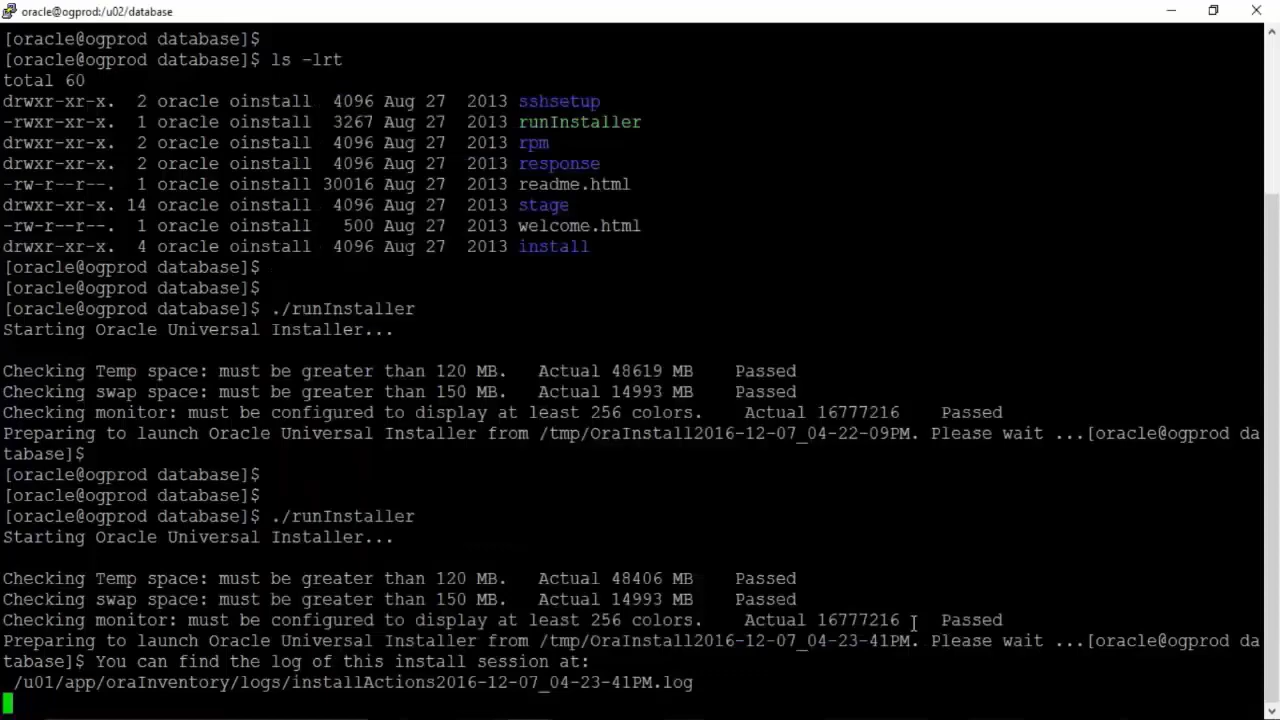 oracle@ogprod:/u02/database
[oracle@ogprod database]$
[oracle@ogprod database]$ ls -lrt
total 60
drwxr-xr-x.  2 oracle oinstall  4096 Aug 27  2013 sshsetup
-rwxr-xr-x.  1 oracle oinstall  3267 Aug 27  2013 runInstaller
drwxr-xr-x.  2 oracle oinstall  4096 Aug 27  2013 rpm
drwxr-xr-x.  2 oracle oinstall  4096 Aug 27  2013 response
-rw-r--r--.  1 oracle oinstall 30016 Aug 27  2013 readme.html
drwxr-xr-x. 14 oracle oinstall  4096 Aug 27  2013 stage
-rw-r--r--.  1 oracle oinstall   500 Aug 27  2013 welcome.html
drwxr-xr-x.  4 oracle oinstall  4096 Aug 27  2013 install
[oracle@ogprod database]$
[oracle@ogprod database]$
[oracle@ogprod database]$ ./runInstaller
Starting Oracle Universal Installer...
Checking Temp space: must be greater than 120 MB.   Actual 48619 MB    Passed
Checking swap space: must be greater than 150 MB.   Actual 14993 MB    Passed
Checking monitor: must be configured to display at least 256 colors.    Actual 16777216    Passed
Preparing to launch Oracle Universal Installer from /tmp/OraInstall2016-12-07_04-22-09PM. Please wait ...[oracle@ogprod da
tabase]$
[oracle@ogprod database]$
[oracle@ogprod database]$
[oracle@ogprod database]$ ./runInstaller
Starting Oracle Universal Installer...
Checking Temp space: must be greater than 120 MB.   Actual 48406 MB    Passed
Checking swap space: must be greater than 150 MB.   Actual 14993 MB    Passed
Checking monitor: must be configured to display at least 256 colors.    Actual 16777216    Passed
Preparing to launch Oracle Universal Installer from /tmp/OraInstall2016-12-07_04-23-41PM. Please wait ...[oracle@ogprod da
tabase]$ You can find the log of this install session at:
 /u01/app/oraInventory/logs/installActions2016-12-07_04-23-41PM.log